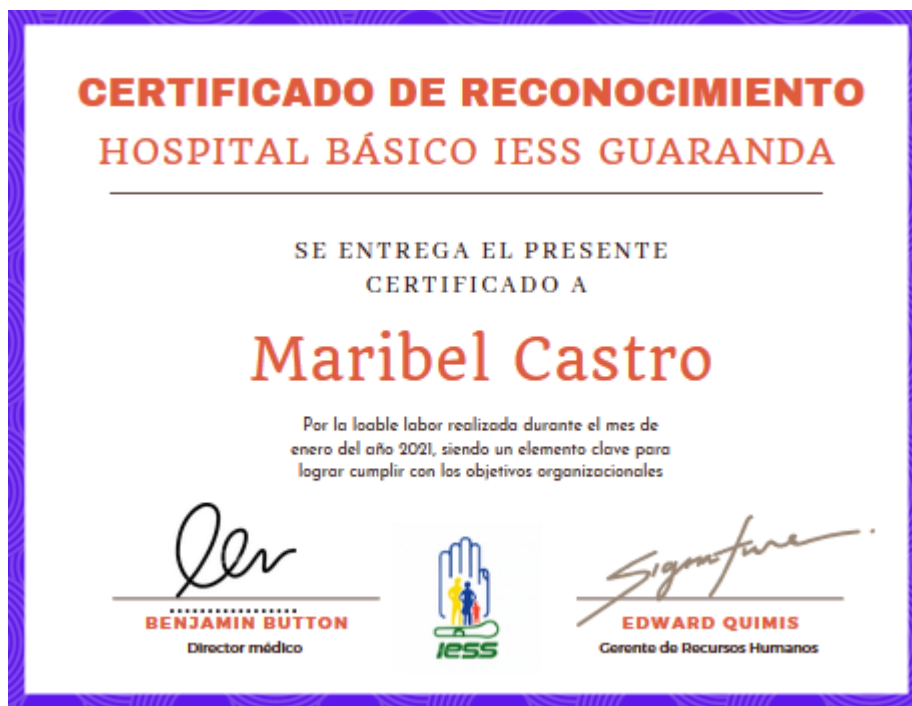 CERTIFICADO DE RECONOCIMIENTO
HOSPITAL BÁSICO IESS GUARANDA
SE ENTREGA EL PRESENTE
CERTIFICADO A
Maribel Castro
Por la loable labor realizada durante el mes de
enero del año 2021, siendo un elemento clave para
lograr cumplir con los objetivos organizacionales
Signature
BENJAMIN BUTTON
Director médico
IESS
EDWARD QUIMIS
Gerente de Recursos Humanos